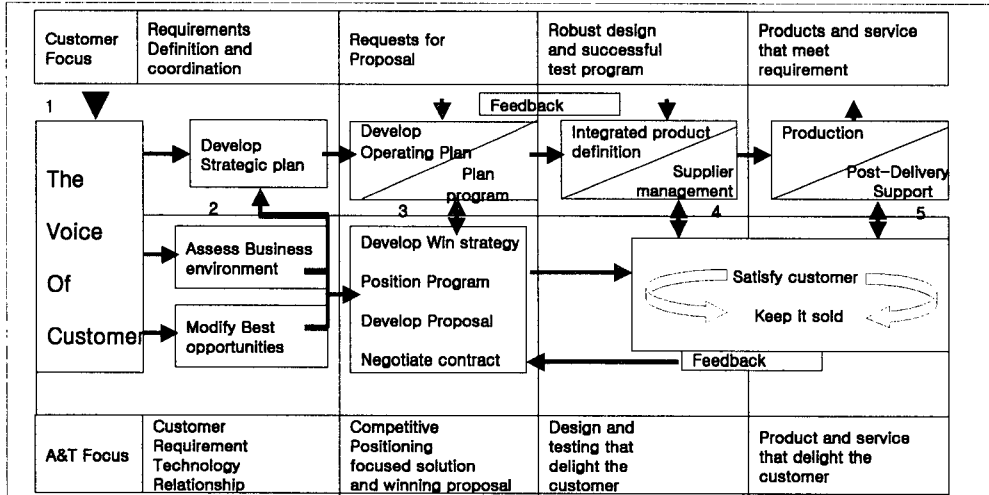 Customer
Focus
Requirements
Definition and
coordination
Requests for
Proposal
Robust design
and successful
test program
Products and service
that meet
requirement
1
Feedback
The
Voice
Of
Customer
Develop
Strategic plan
Develop
Operating Plan
Plan
program
Integrated product
definition
Supplier
management
Production
Post-Delivery
Support
2
3
4
5
Assess Business
environment
Modify Best
opportunities
Develop Win strategy
Position Program
Develop Proposal
Negotiate contract
Satisfy customer
Keep it sold
Feedback
A&T Focus
Customer
Requirement
Technology
Relationship
Competitive
Positioning
focused solution
and winning proposal
Design and
testing that
delight the
customer
Product and service
that delight the
customer